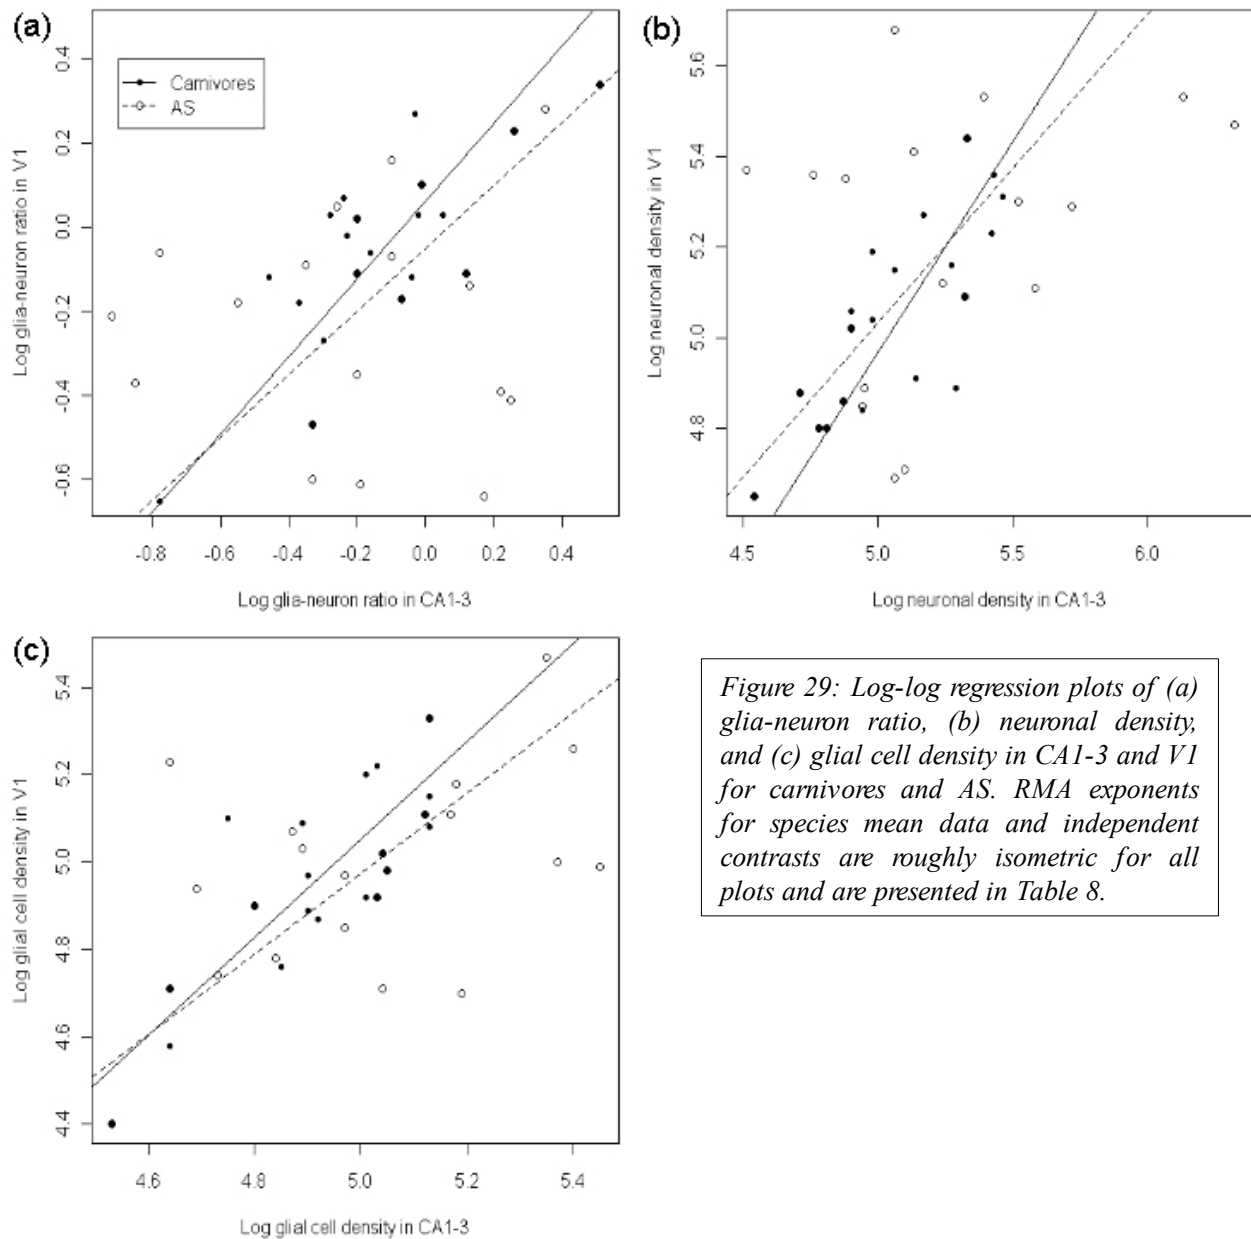 (a)
Carnivores
AS
Log glia-neuron ratio in V1
0.4
0.2
0.0
-0.2
-0.4
-0.6
-0.8 -0.6 -0.4 -0.2 0.0 0.2 0.4
Log glia-neuron ratio in CA1-3
(b)
Log neuronal density in V1
5.6
5.4
5.2
5.0
4.8
4.5 5.0 5.5 6.0
Log neuronal density in CA1-3
(c)
Log glial cell density in V1
5.4
5.2
5.0
4.8
4.6
4.4
4.6 4.8 5.0 5.2 5.4
Log glial cell density in CA1-3
Figure 29: Log-log regression plots of (a)
glia-neuron ratio, (b) neuronal density,
and (c) glial cell density in CA1-3 and V1
for carnivores and AS. RMA exponents
for species mean data and independent
contrasts are roughly isometric for all
plots and are presented in Table 8.